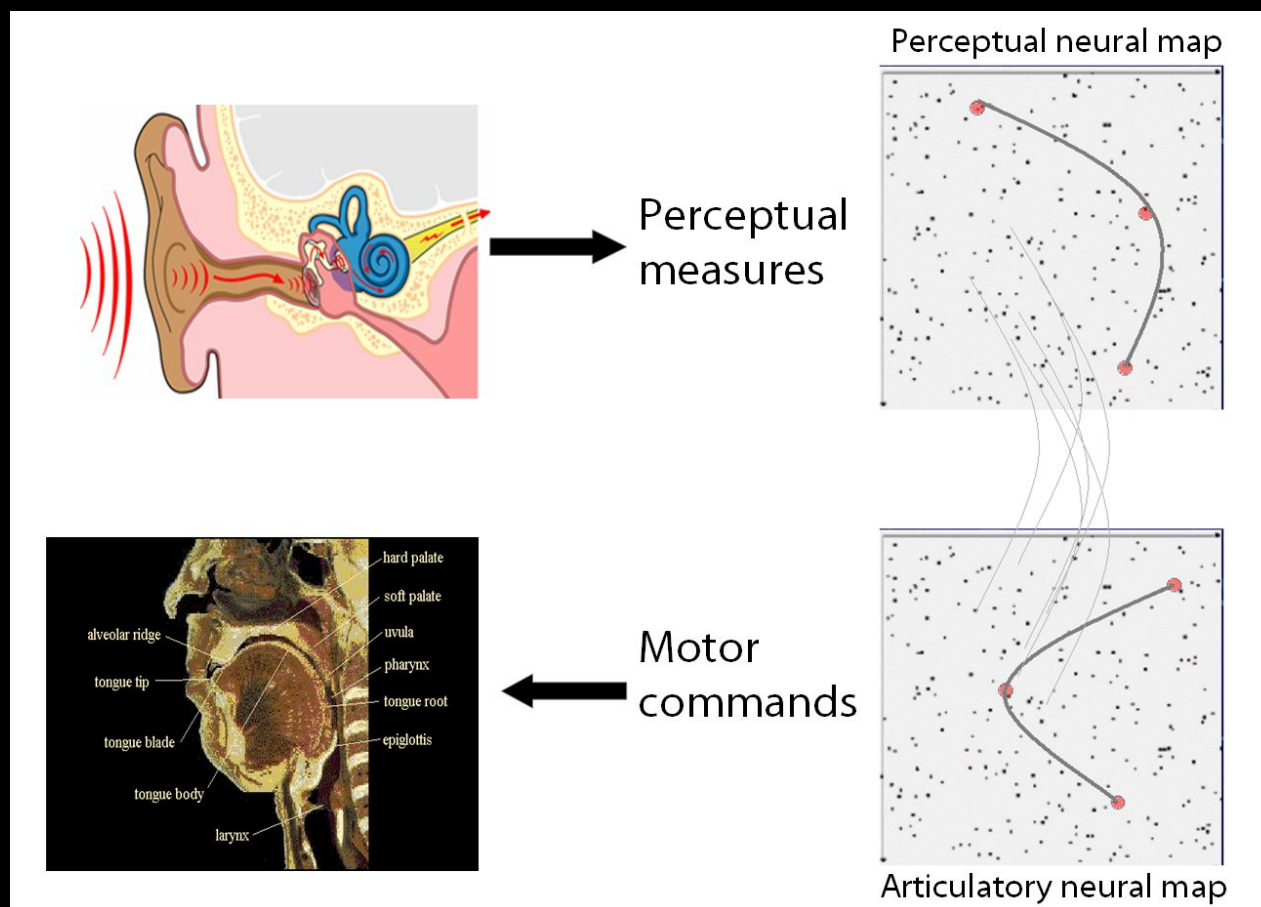 Perceptual neural map
Perceptual
measures
hard palate
soft palate
alveolar ridge
uvula
pharynx
tongue tip
tongue root
tongue blade
epiglottis
tongue body
larynx
Motor
commands
Articulatory neural map